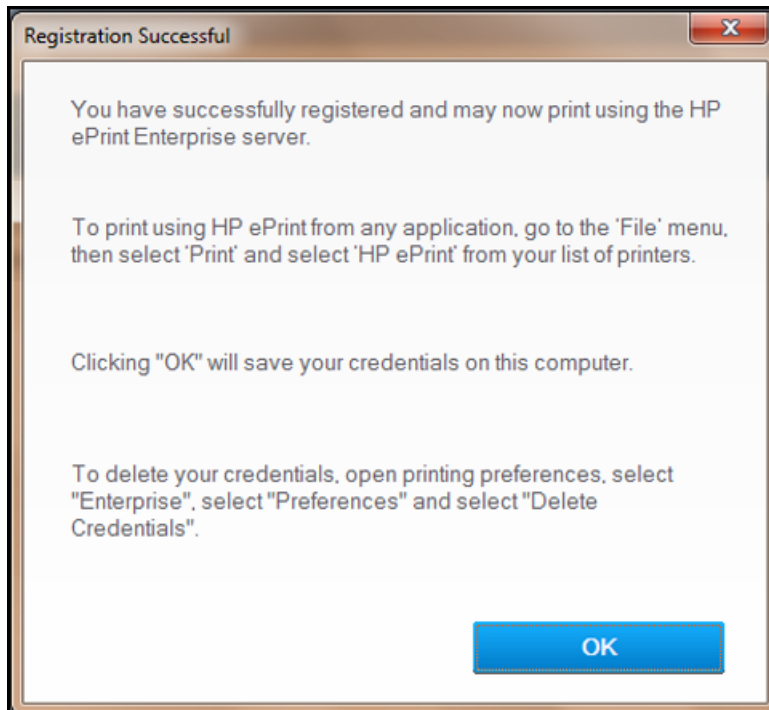 Registration Successful
You have successfully registered and may now print using the HP
ePrint Enterprise server.
To print using HP ePrint from any application, go to the 'File' menu,
then select 'Print' and select 'HP ePrint' from your list of printers.
Clicking "OK" will save your credentials on this computer.
To delete your credentials, open printing preferences, select
"Enterprise", select "Preferences" and select "Delete
Credentials".
OK